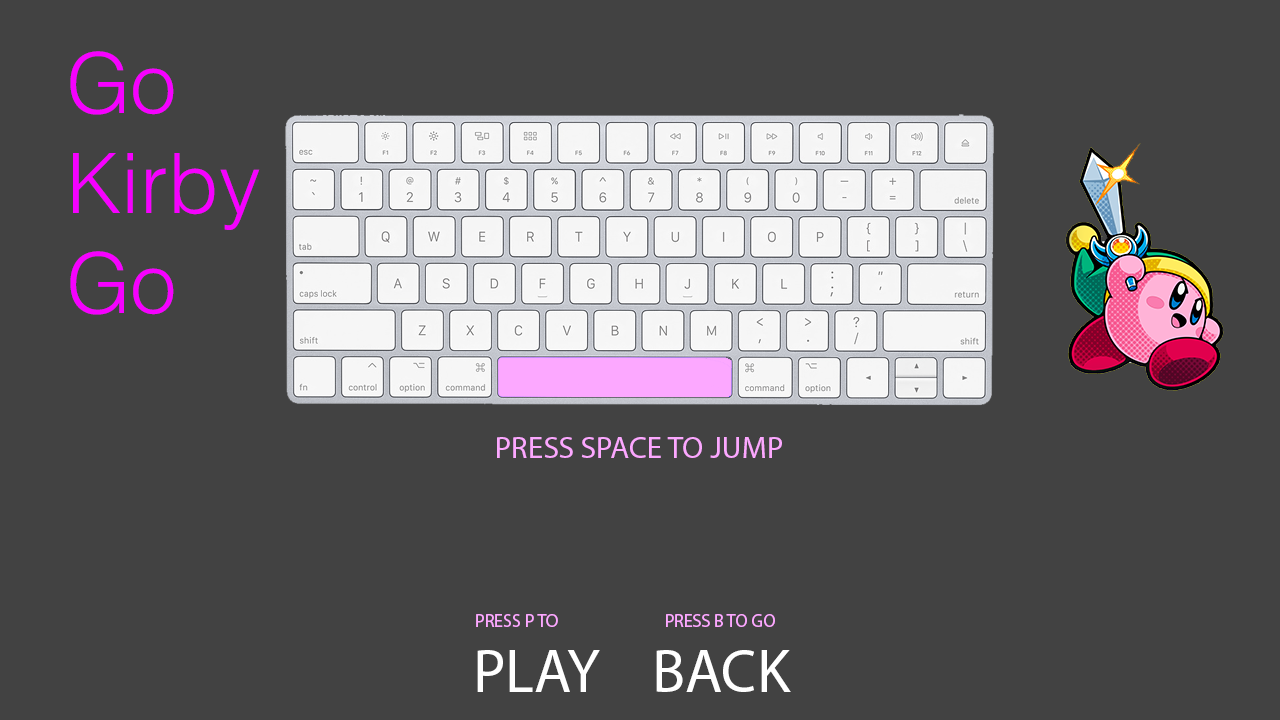 Go
Kirby
Go
esc F1 F2 F3 F4 F5 F6 F7 F8 F9 F10 F11 F12
~ ! @ # $ % ^ & * ( ) — +
` 1 2 3 4 5 6 7 8 9 0 - = delete
tab Q W E R T Y U I O P { [ } ] | \
caps lock A S D F G H J K L : ; " ' return
shift Z X C V B N M < , > . ? / shift
fn control option command command option
PRESS SPACE TO JUMP
PRESS P TO PRESS B TO GO
PLAY BACK